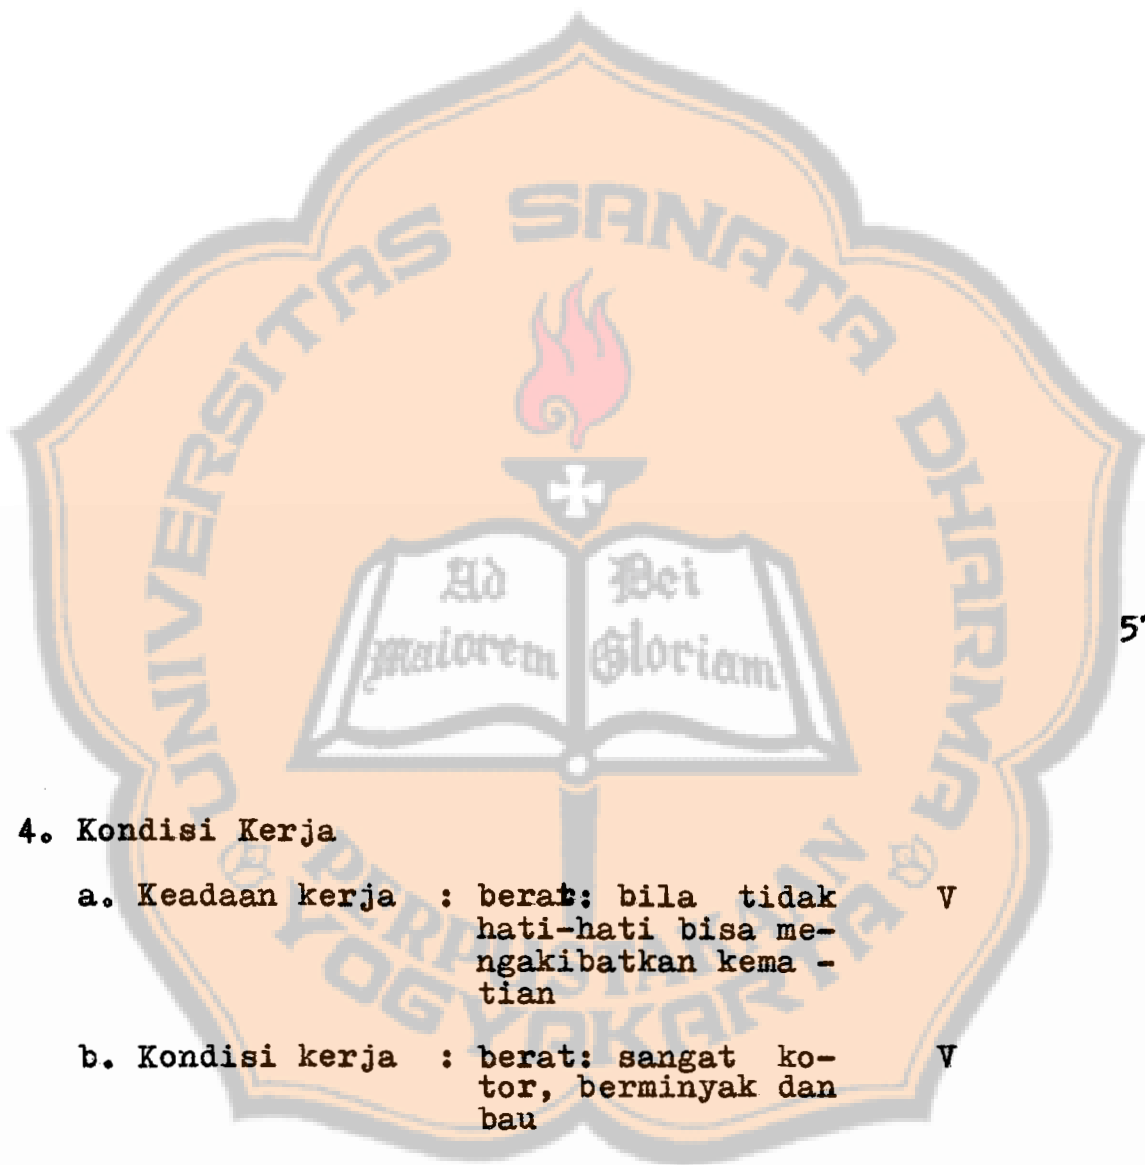 UNIVERSITAS SANATA DHARMA
Ad Dei
Maiorem Gloriam
4. Kondisi Kerja
a. Keadaan kerja : berat: bila tidak V
hati-hati bisa me-
ngakibatkan kema -
tian
b. Kondisi kerja : berat: sangat ko- V
tor, berminyak dan
bau
PERPUSTAKAAN
YOGYAKARTA